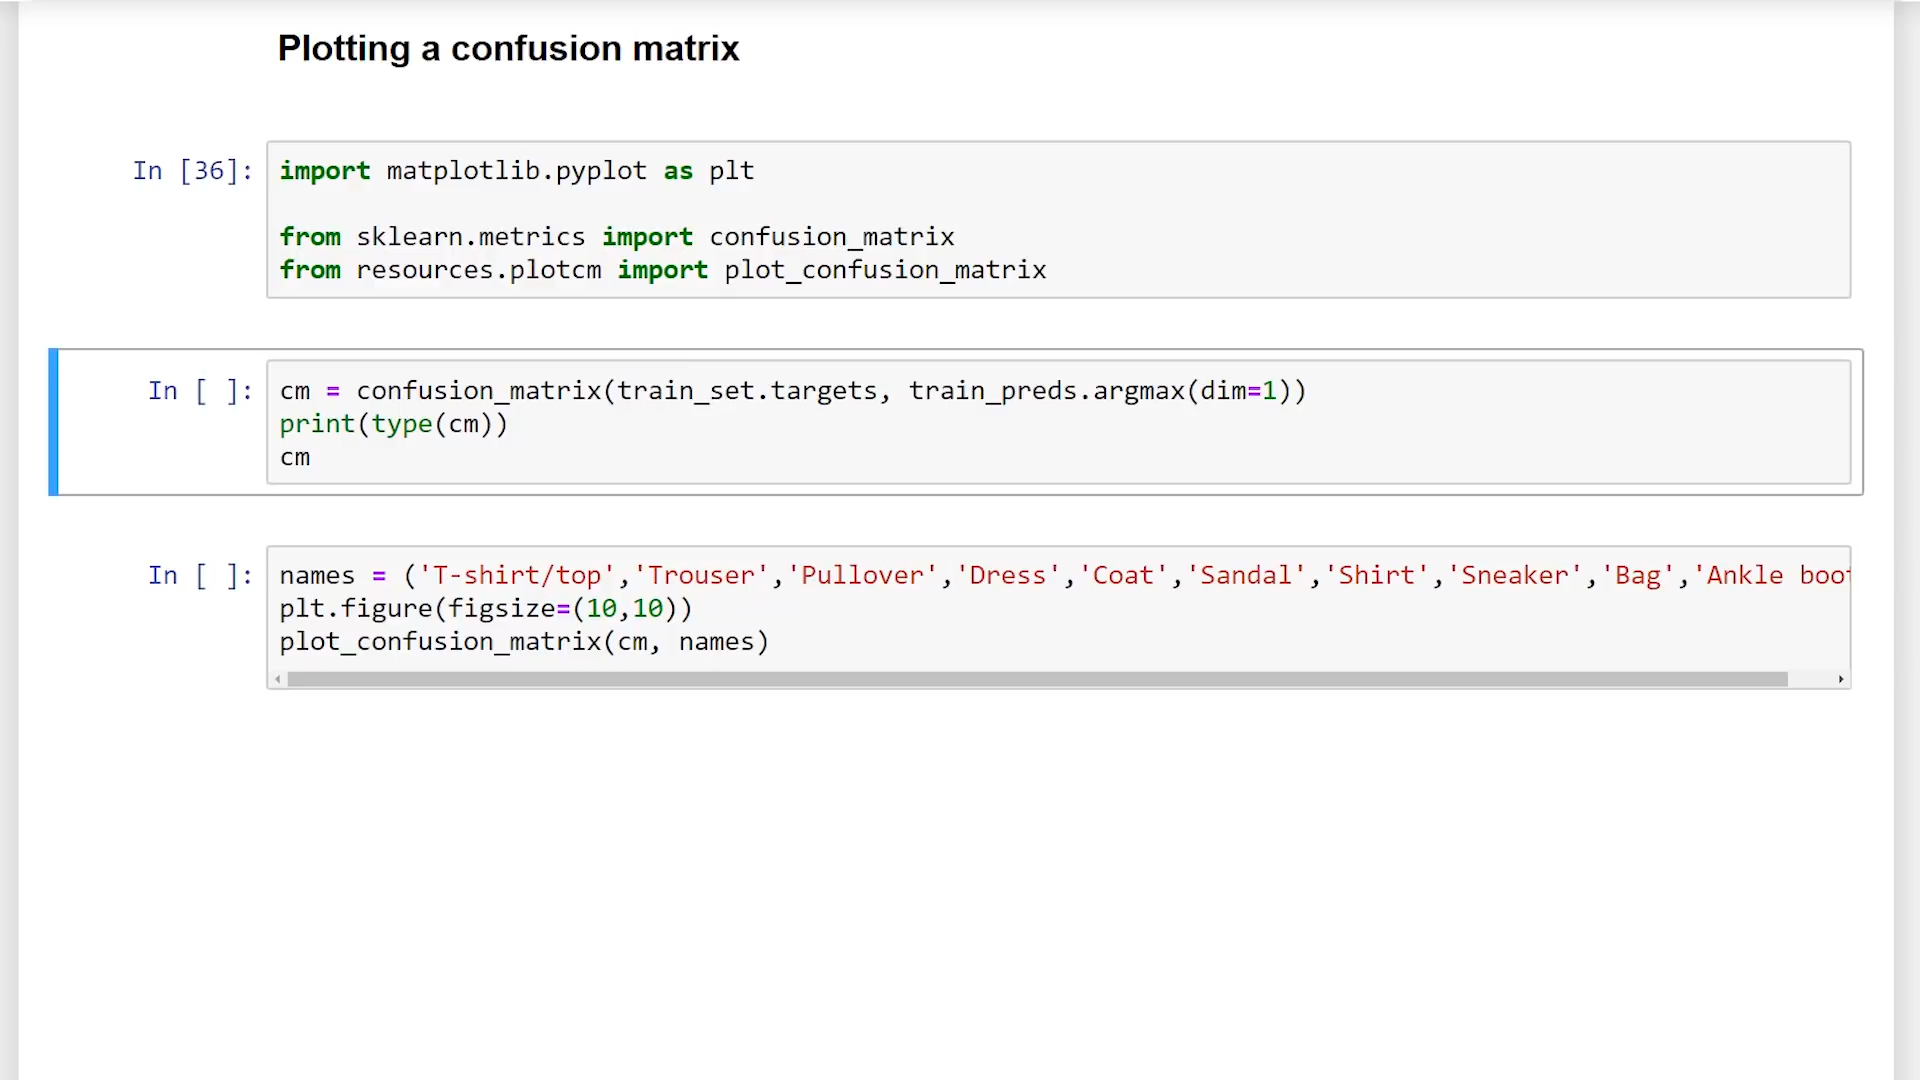 Plotting a confusion matrix
In [36]: import matplotlib.pyplot as plt
from sklearn.metrics import confusion_matrix
from resources.plotcm import plot_confusion_matrix
In [ ]: cm = confusion_matrix(train_set.targets, train_preds.argmax(dim=1))
print(type(cm))
cm
In [ ]: names = ('T-shirt/top','Trouser','Pullover','Dress','Coat','Sandal','Shirt','Sneaker','Bag','Ankle boot
plt.figure(figsize=(10,10))
plot_confusion_matrix(cm, names)